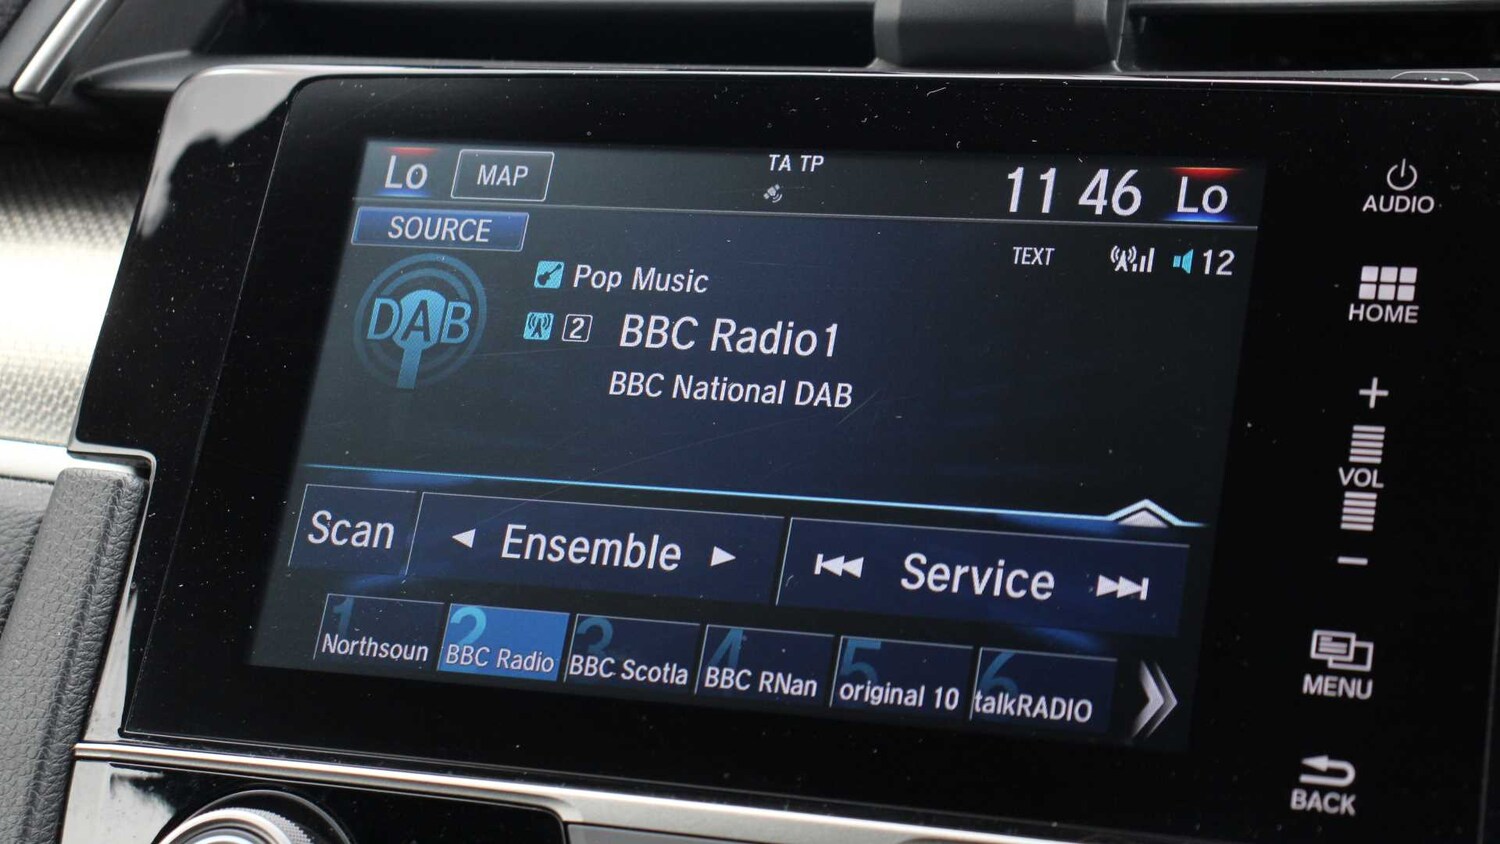 Lo MAP TA TP 11 46 Lo
SOURCE TEXT 12
DAB
Pop Music
2 BBC Radio1
BBC National DAB
Scan Ensemble Service
1 Northsoun
2 BBC Radio
3 BBC Scotla
4 BBC RNan
5 original 10
6 talkRADIO
AUDIO
HOME
+
VOL
−
MENU
BACK